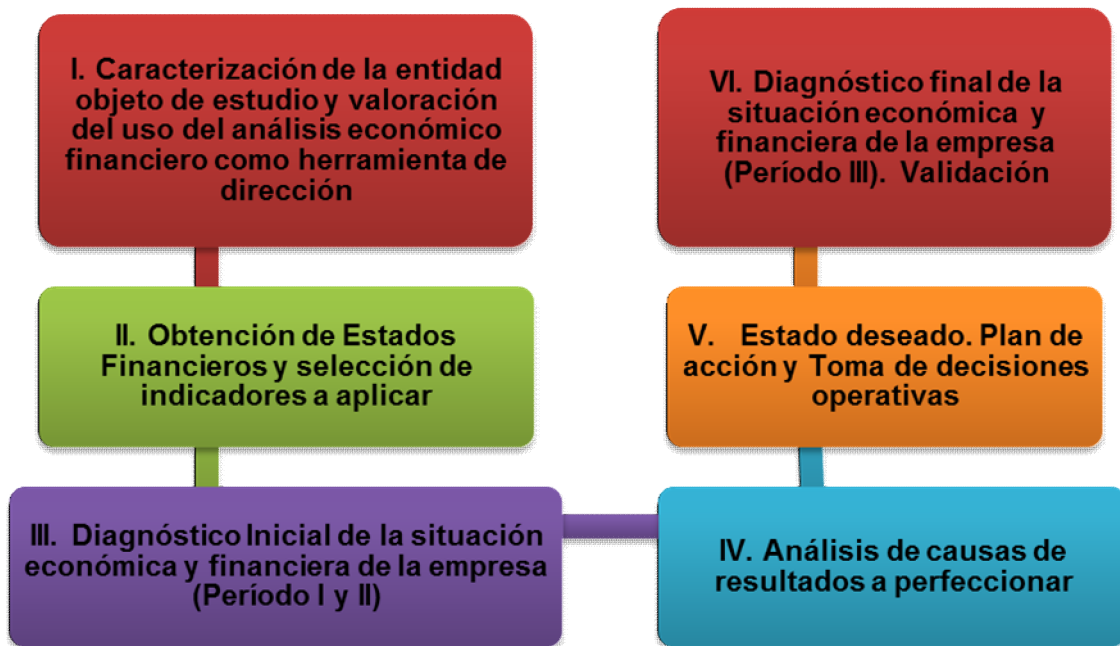 I. Caracterización de la entidad
objeto de estudio y valoración
del uso del análisis económico
financiero como herramienta de
dirección
II. Obtención de Estados
Financieros y selección de
indicadores a aplicar
III. Diagnóstico Inicial de la situación
económica y financiera de la empresa
(Período I y II)
IV. Análisis de causas de
resultados a perfeccionar
V. Estado deseado. Plan de
acción y Toma de decisiones
operativas
VI. Diagnóstico final de la
situación económica y
financiera de la empresa
(Período III). Validación